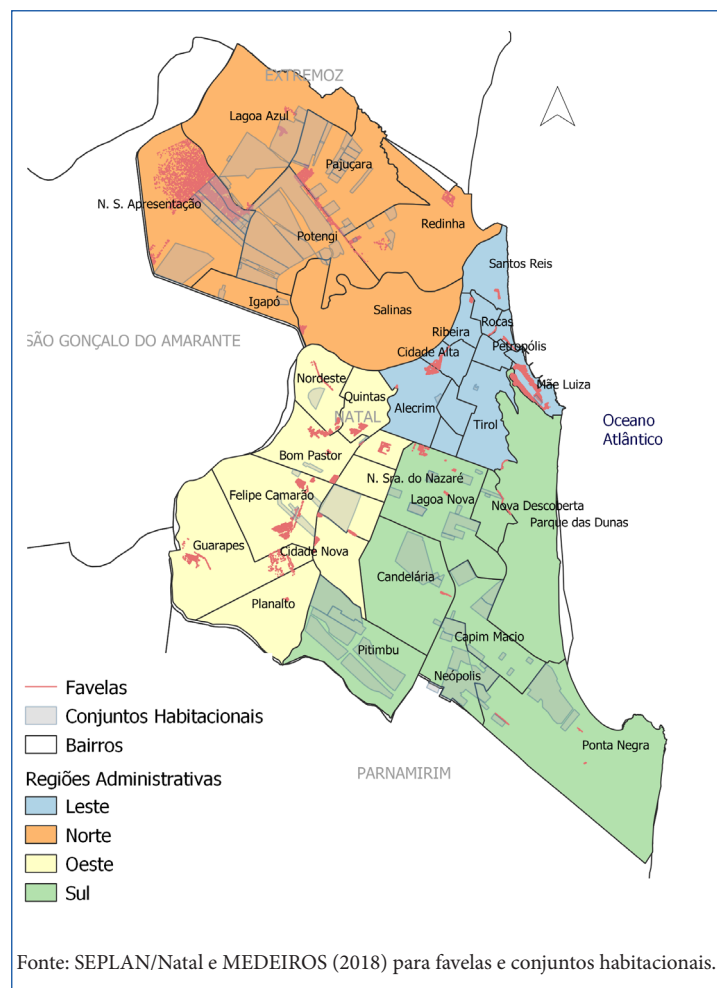 EXTREMOZ
Lagoa Azul
Pajuçara
N. S. Apresentação
Redinha
Potengi
Santos Reis
Igapó
Salinas
Rocas
Ribeira
SÃO GONÇALO DO AMARANTE
Petrópolis
Cidade Alta
Nordeste
Mãe Luiza
Quintas
Alecrim
NATAL
Tirol
Oceano
Atlântico
Bom Pastor
N. Sra. do Nazaré
Felipe Camarão
Lagoa Nova
Nova Descoberta
Parque das Dunas
Guarapes
Cidade Nova
Candelária
Planalto
Capim Macio
Pitimbu
Neópolis
Ponta Negra
PARNAMIRIM
Favelas
Conjuntos Habitacionais
Bairros
Regiões Administrativas
Leste
Norte
Oeste
Sul
Fonte: SEPLAN/Natal e MEDEIROS (2018) para favelas e conjuntos habitacionais.